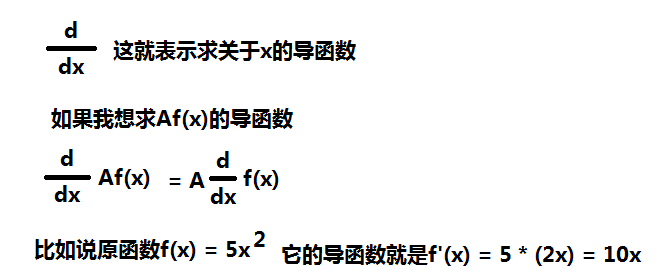 d/dx 这就表示求关于x的导函数
如果我想求Af(x)的导函数
d/dx Af(x) = A d/dx f(x)
比如说原函数f(x) = 5x² 它的导函数就是f'(x) = 5 * (2x) = 10x